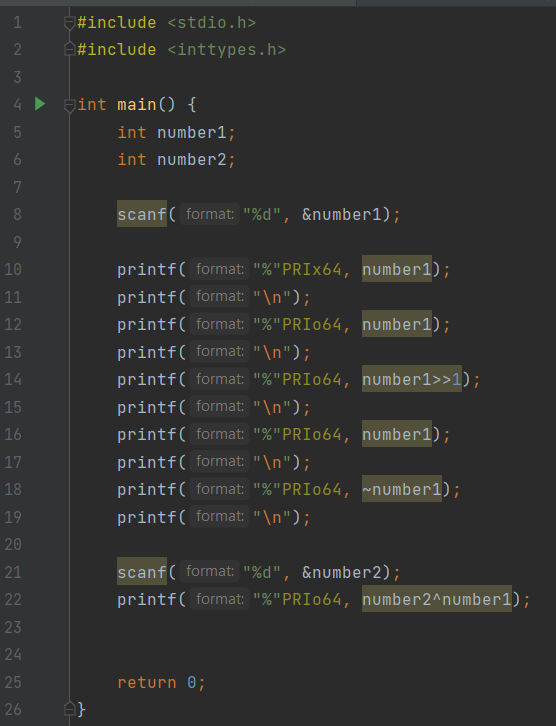 1 #include <stdio.h>
2 #include <inttypes.h>
3
4 int main() {
5     int number1;
6     int number2;
7
8     scanf( format: "%d", &number1);
9
10     printf( format: "%"PRIx64, number1);
11     printf( format: "\n");
12     printf( format: "%"PRIo64, number1);
13     printf( format: "\n");
14     printf( format: "%"PRIo64, number1>>1);
15     printf( format: "\n");
16     printf( format: "%"PRIo64, number1);
17     printf( format: "\n");
18     printf( format: "%"PRIo64, ~number1);
19     printf( format: "\n");
20
21     scanf( format: "%d", &number2);
22     printf( format: "%"PRIo64, number2^number1);
23
24
25     return 0;
26 }